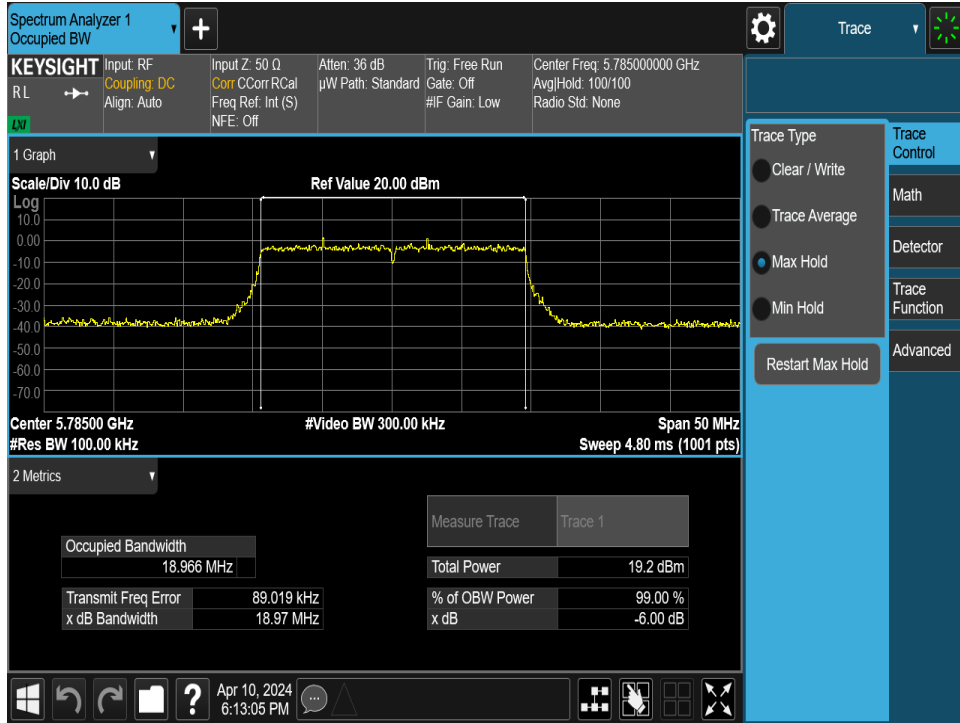 Spectrum Analyzer 1
Occupied BW
+
Trace
KEYSIGHT
RL
LXI
Input: RF
Coupling: DC
Align: Auto
Input Z: 50 Ω
Corr CCorr RCal
Freq Ref: Int (S)
NFE: Off
Atten: 36 dB
µW Path: Standard
Trig: Free Run
Gate: Off
#IF Gain: Low
Center Freq: 5.785000000 GHz
Avg|Hold: 100/100
Radio Std: None
1 Graph
Scale/Div 10.0 dB
Ref Value 20.00 dBm
Log
10.0
0.00
-10.0
-20.0
-30.0
-40.0
-50.0
-60.0
-70.0
Center 5.78500 GHz
#Video BW 300.00 kHz
Span 50 MHz
#Res BW 100.00 kHz
Sweep 4.80 ms (1001 pts)
2 Metrics
Measure Trace
Trace 1
Occupied Bandwidth
18.966 MHz
Total Power
19.2 dBm
Transmit Freq Error
89.019 kHz
% of OBW Power
99.00 %
x dB Bandwidth
18.97 MHz
x dB
-6.00 dB
?
Apr 10, 2024
6:13:05 PM
Trace Type
Clear / Write
Trace Average
Max Hold
Min Hold
Restart Max Hold
Trace
Control
Math
Detector
Trace
Function
Advanced